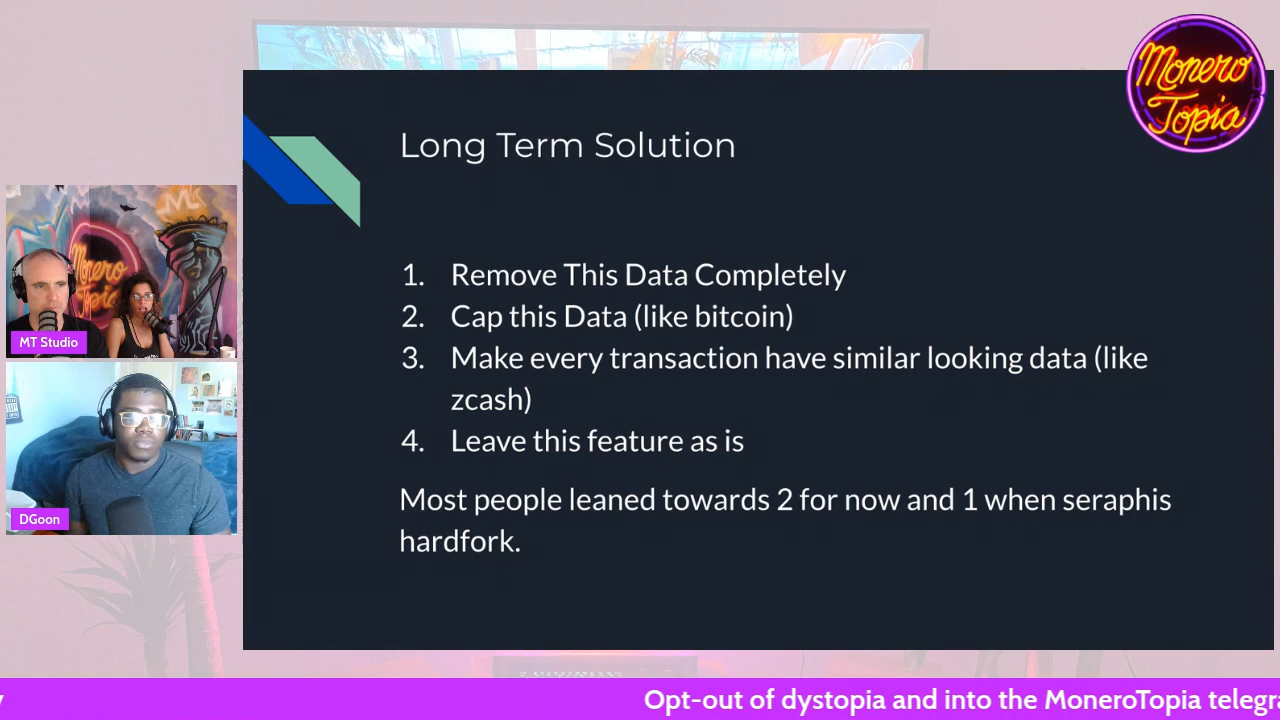 Monero
Topia
Long Term Solution
1. Remove This Data Completely
2. Cap this Data (like bitcoin)
3. Make every transaction have similar looking data (like
zcash)
4. Leave this feature as is
Most people leaned towards 2 for now and 1 when seraphis
hardfork.
Monero
Topia
MT Studio
DGoon
Opt-out of dystopia and into the MoneroTopia telegra